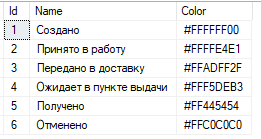 Id Name Color
1 Создано #FFFFFF00
2 Принято в работу #FFFFE4E1
3 Передано в доставку #FFADFF2F
4 Ожидает в пункте выдачи #FFF5DEB3
5 Получено #FF445454
6 Отменено #FFC0C0C0